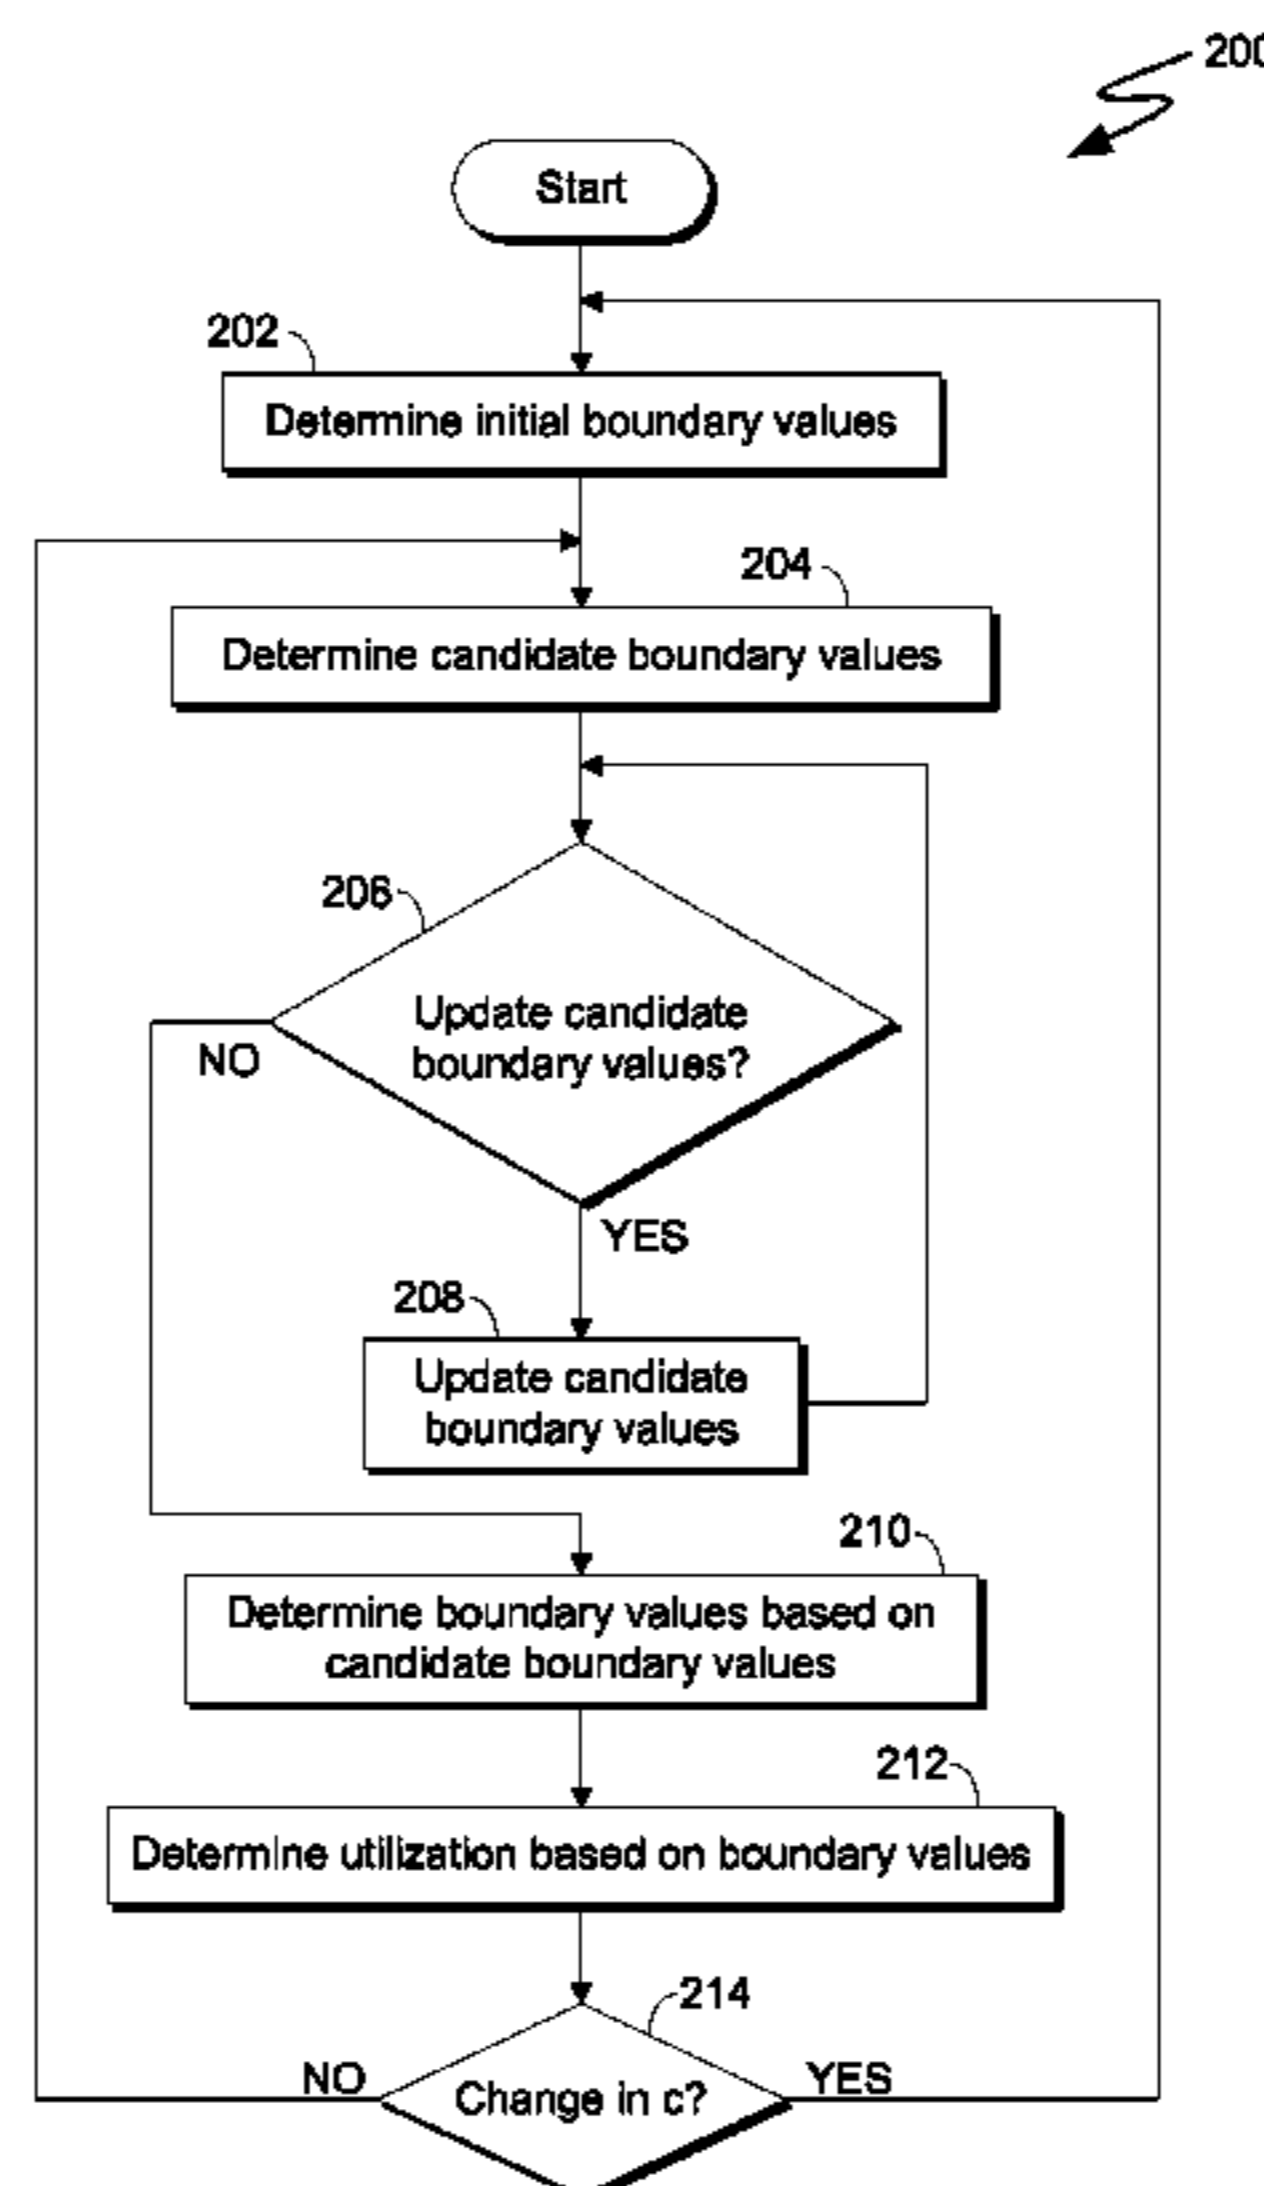 200
Start
202
Determine initial boundary values
204
Determine candidate boundary values
206
Update candidate
boundary values?
NO
YES
208
Update candidate
boundary values
210
Determine boundary values based on
candidate boundary values
212
Determine utilization based on boundary values
214
NO
Change in c?
YES